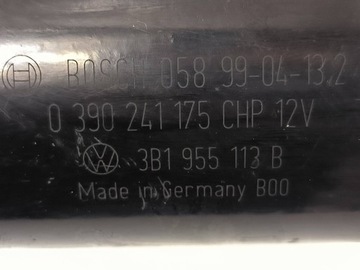 BOSCH 058 99-04-13.2
0 390 241 175 CHP 12V
3B1 955 113 B
Made in Germany B00